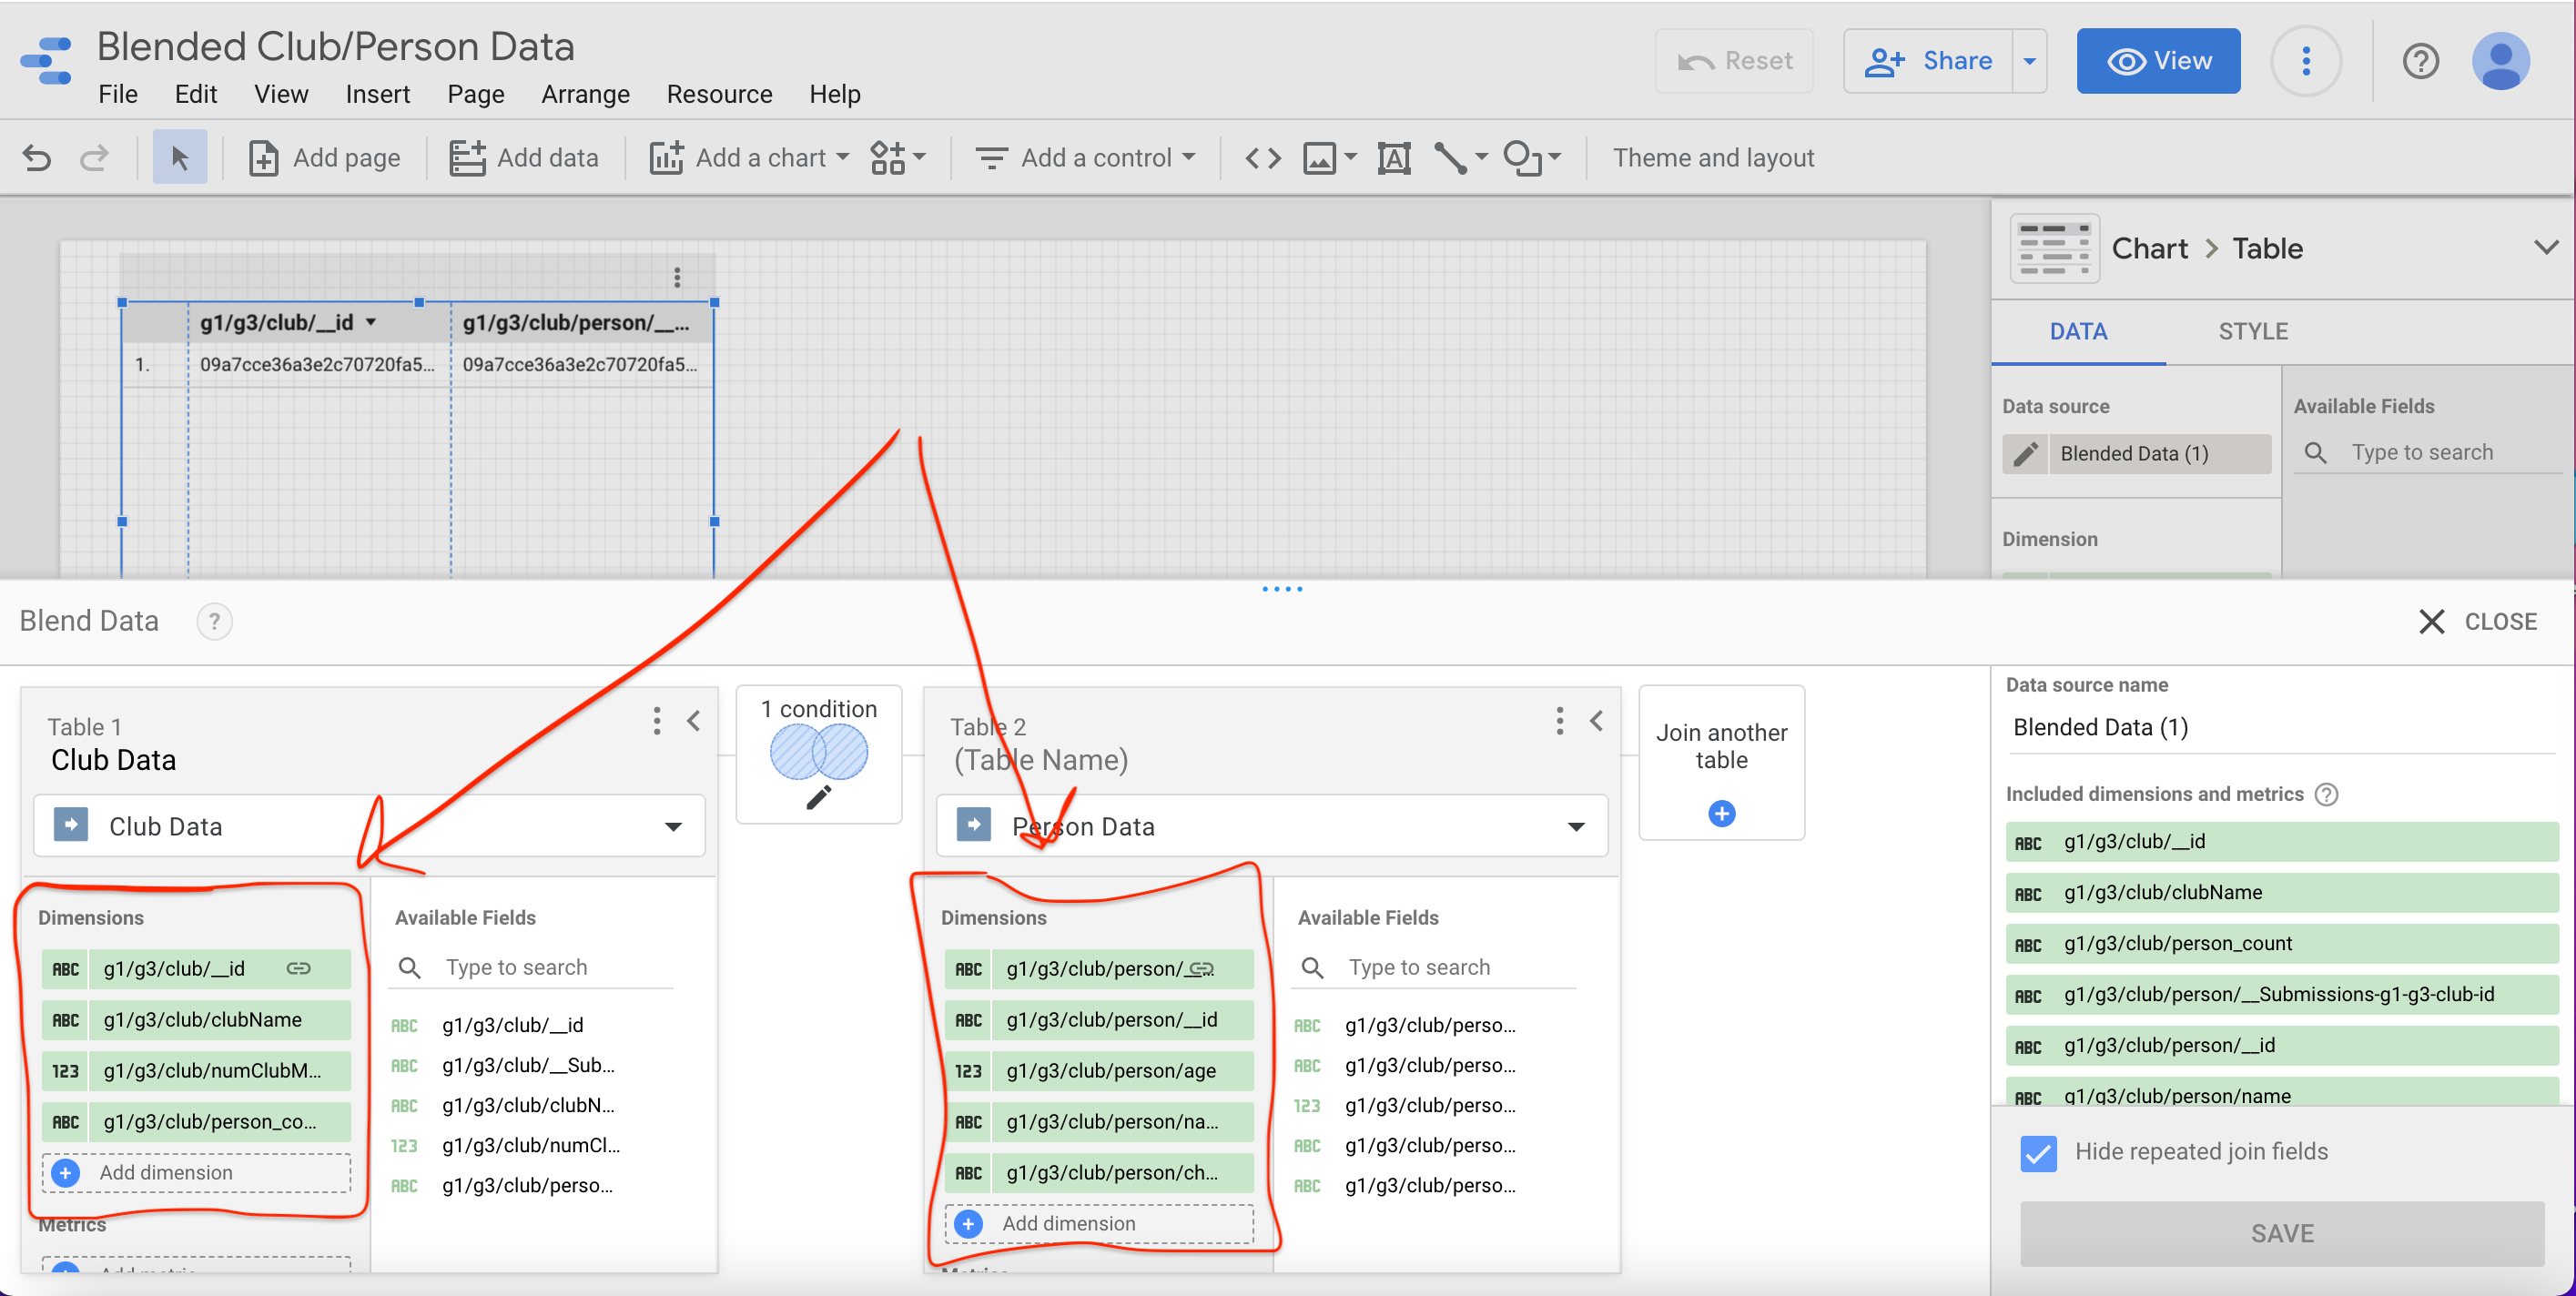 Blended Club/Person Data
File Edit View Insert Page Arrange Resource Help
Reset
Share
View
Add page
Add data
Add a chart
Add a control
Theme and layout
g1/g3/club/__id
g1/g3/club/person/__...
1.
09a7cce36a3e2c70720fa5...
09a7cce36a3e2c70720fa5...
Chart > Table
DATA
STYLE
Data source
Blended Data (1)
Available Fields
Type to search
Dimension
Blend Data
?
CLOSE
Table 1
Club Data
Club Data
Dimensions
ABC g1/g3/club/__id
ABC g1/g3/club/clubName
123 g1/g3/club/numClubM...
ABC g1/g3/club/person_co...
Add dimension
Metrics
Available Fields
Type to search
ABC g1/g3/club/__id
ABC g1/g3/club/__Sub...
ABC g1/g3/club/clubN...
123 g1/g3/club/numCl...
ABC g1/g3/club/perso...
1 condition
Table 2
(Table Name)
Person Data
Dimensions
ABC g1/g3/club/person/__...
ABC g1/g3/club/person/__id
123 g1/g3/club/person/age
ABC g1/g3/club/person/na...
ABC g1/g3/club/person/ch...
Add dimension
Available Fields
Type to search
ABC g1/g3/club/perso...
ABC g1/g3/club/perso...
123 g1/g3/club/perso...
ABC g1/g3/club/perso...
ABC g1/g3/club/perso...
Join another
table
Data source name
Blended Data (1)
Included dimensions and metrics
ABC g1/g3/club/__id
ABC g1/g3/club/clubName
ABC g1/g3/club/person_count
ABC g1/g3/club/person/__Submissions-g1-g3-club-id
ABC g1/g3/club/person/__id
ABC g1/g3/club/person/name
Hide repeated join fields
SAVE